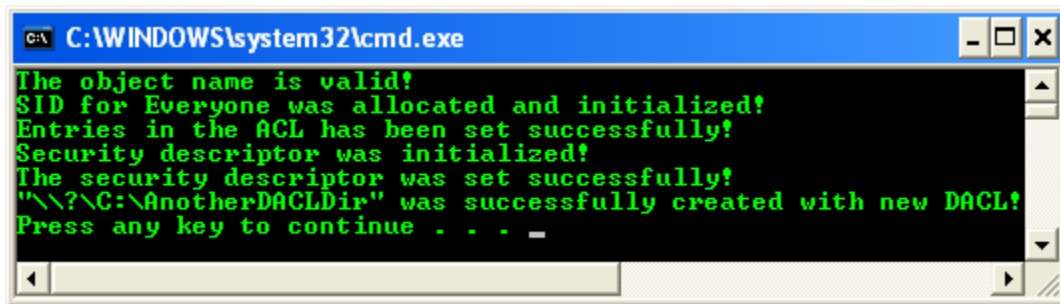 C:\WINDOWS\system32\cmd.exe
The object name is valid!
SID for Everyone was allocated and initialized!
Entries in the ACL has been set successfully!
Security descriptor was initialized!
The security descriptor was set successfully!
"\\?\C:\AnotherDACLDir" was successfully created with new DACL!
Press any key to continue . . . _